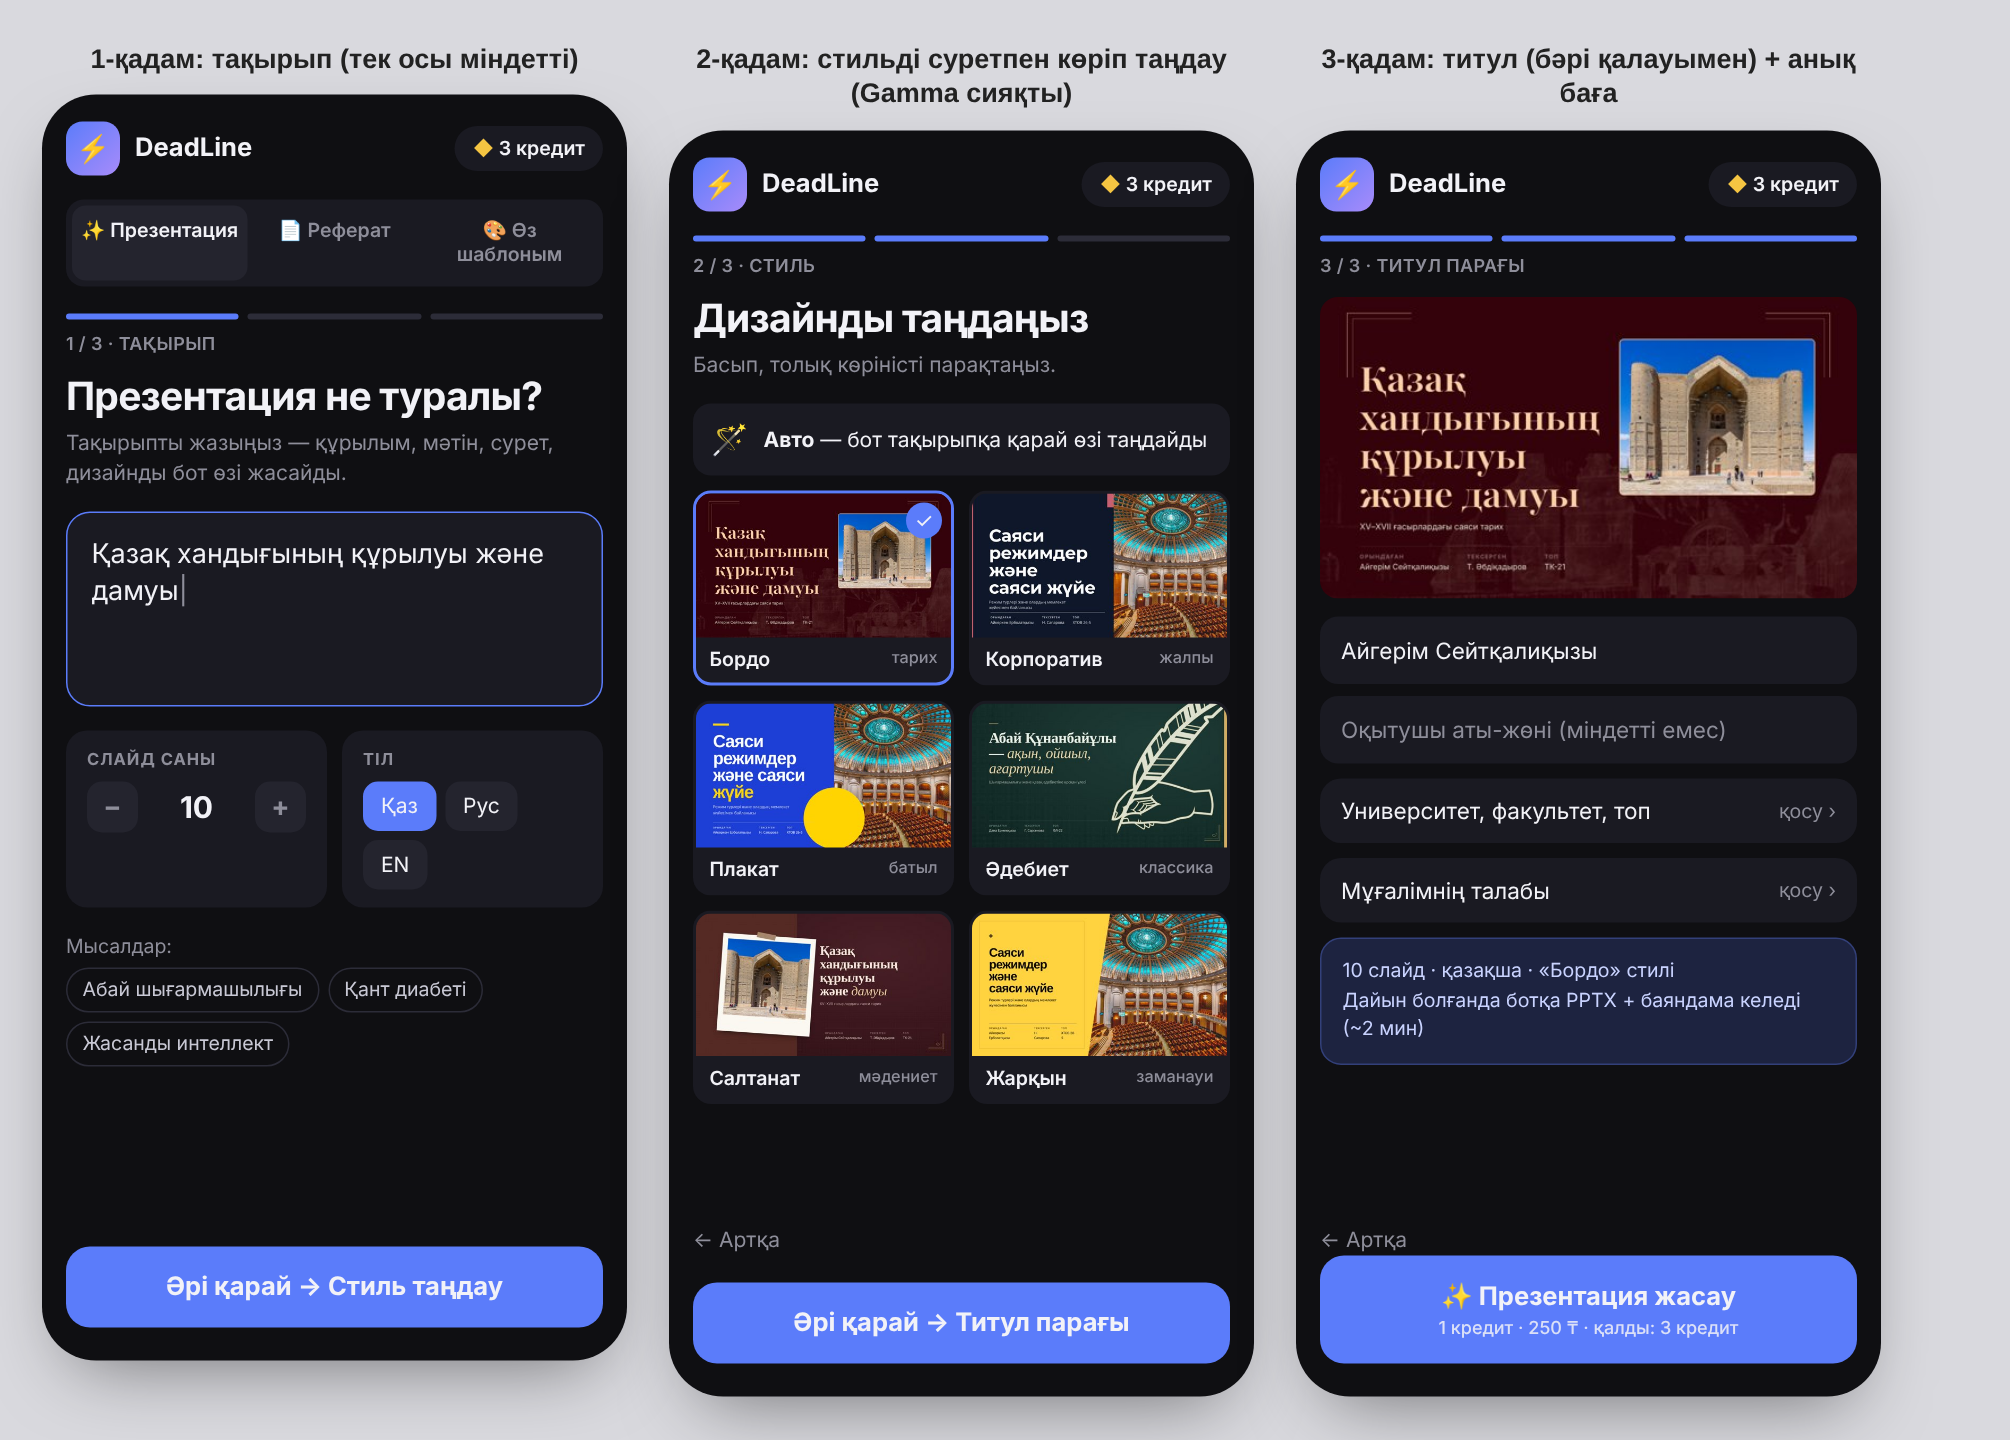 1-қадам: тақырып (тек осы міндетті)
⚡ DeadLine
🔸 3 кредит
✨ Презентация
📄 Реферат
🎨 Өз
шаблоным
1 / 3 · ТАҚЫРЫП
Презентация не туралы?
Тақырыпты жазыңыз — құрылым, мәтін, сурет,
дизайнды бот өзі жасайды.
Қазақ хандығының құрылуы және
дамуы
СЛАЙД САНЫ
− 10 +
ТІЛ
Қаз Рус
EN
Мысалдар:
Абай шығармашылығы
Қант диабеті
Жасанды интеллект
Әрі қарай → Стиль таңдау
2-қадам: стильді суретпен көріп таңдау
(Gamma сияқты)
⚡ DeadLine
🔸 3 кредит
2 / 3 · СТИЛЬ
Дизайнды таңдаңыз
Басып, толық көріністі парақтаңыз.
Авто — бот тақырыпқа қарай өзі таңдайды
Қазақ
хандығының
құрылуы
және дамуы
Бордо тарих
Саяси
режимдер
және
саяси жүйе
Корпоратив жалпы
Саяси
режимдер
және саяси
жүйе
Плакат батыл
Абай Құнанбайұлы
— ақын, ойшыл,
ағартушы
Әдебиет классика
Қазақ
хандығының
құрылуы
және дамуы
Салтанат мәдениет
Саяси
режимдер
және
саяси жүйе
Жарқын заманауи
← Артқа
Әрі қарай → Титул парағы
3-қадам: титул (бәрі қалауымен) + анық
баға
⚡ DeadLine
🔸 3 кредит
3 / 3 · ТИТУЛ ПАРАҒЫ
Қазақ
хандығының
құрылуы
және дамуы
XV–XVII ғасырлардағы саяси тарих
ОРЫНДАҒАН ТЕКСЕРГЕН ТОП
Айгерім Сейтқалиқызы Т. Әбдіқадыров ТК-21
Айгерім Сейтқалиқызы
Оқытушы аты-жөні (міндетті емес)
Университет, факультет, топ қосу ›
Мұғалімнің талабы қосу ›
10 слайд · қазақша · «Бордо» стилі
Дайын болғанда ботқа PPTX + баяндама келеді
(~2 мин)
← Артқа
✨ Презентация жасау
1 кредит · 250 ₸ · қалды: 3 кредит